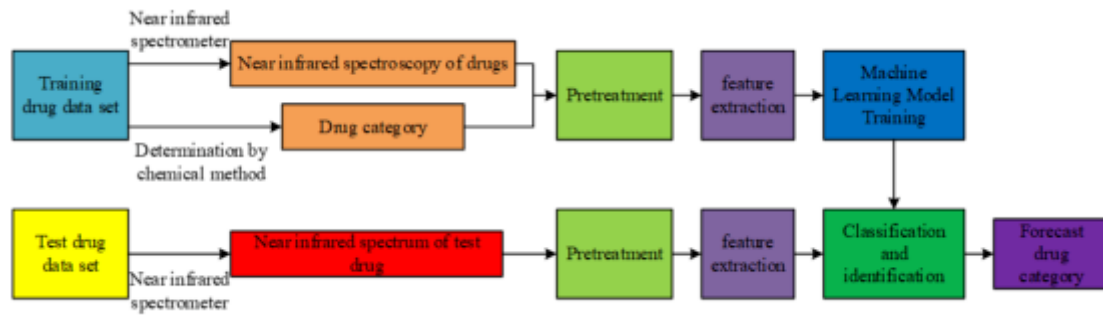 Near infrared
spectrometer
Training
drug data set
Near infrared spectroscopy of drugs
Drug category
Determination by
chemical method
Pretreatment
feature
extraction
Machine
Learning Model
Training
Test drug
data set
Near infrared
spectrometer
Near infrared spectrum of test
drug
Pretreatment
feature
extraction
Classification
and
identification
Forecast
drug
category